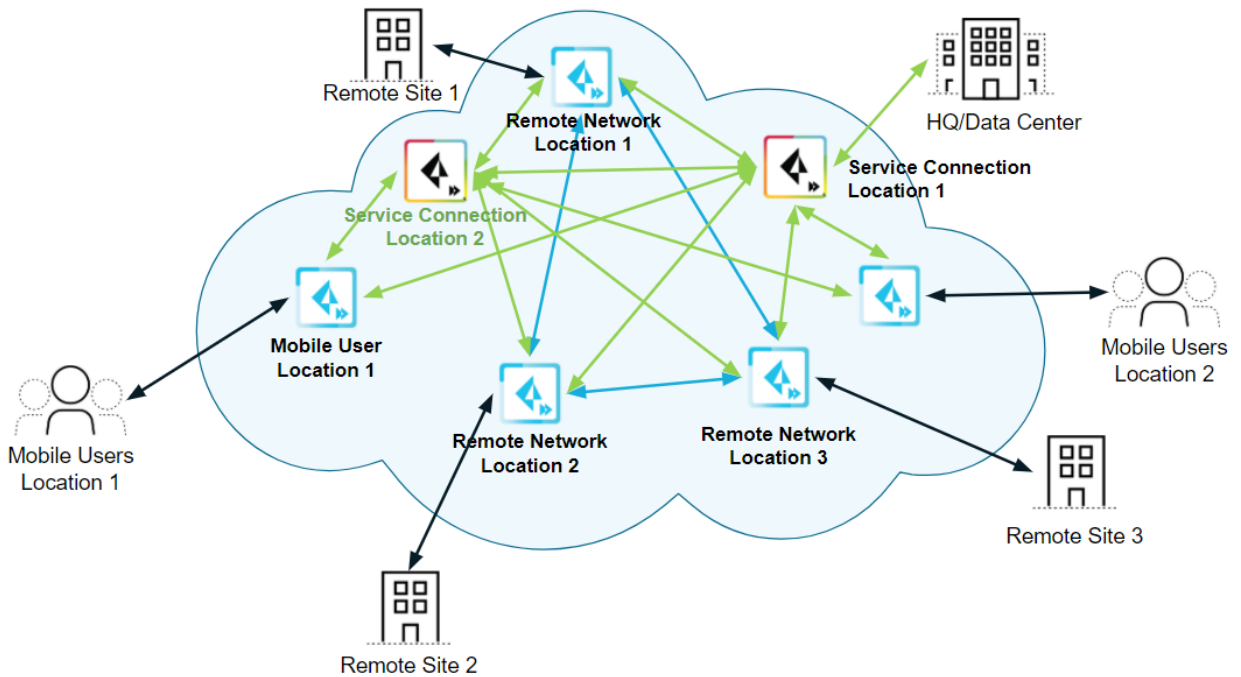 Remote Site 1
Remote Network
Location 1
HQ/Data Center
Service Connection
Location 1
Service Connection
Location 2
Mobile User
Location 1
Mobile Users
Location 2
Remote Network
Location 2
Remote Network
Location 3
Mobile Users
Location 1
Remote Site 3
Remote Site 2